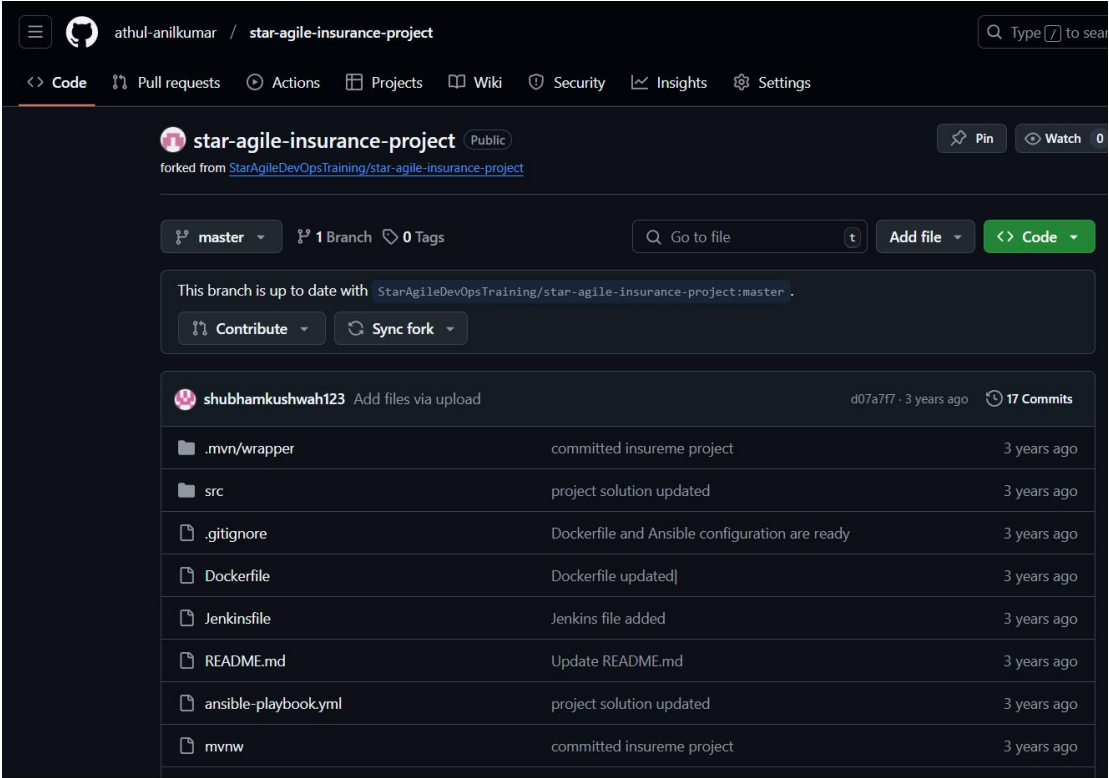 athul-anilkumar / star-agile-insurance-project
Type / to sear
<> Code Pull requests Actions Projects Wiki Security Insights Settings
star-agile-insurance-project Public
Pin Watch 0
forked from StarAgileDevOpsTraining/star-agile-insurance-project
master 1 Branch 0 Tags Go to file t Add file <> Code
This branch is up to date with StarAgileDevOpsTraining/star-agile-insurance-project:master .
Contribute Sync fork
shubhamkushwah123 Add files via upload d07a7f7 · 3 years ago 17 Commits
.mvn/wrapper committed insureme project 3 years ago
src project solution updated 3 years ago
.gitignore Dockerfile and Ansible configuration are ready 3 years ago
Dockerfile Dockerfile updated| 3 years ago
Jenkinsfile Jenkins file added 3 years ago
README.md Update README.md 3 years ago
ansible-playbook.yml project solution updated 3 years ago
mvnw committed insureme project 3 years ago